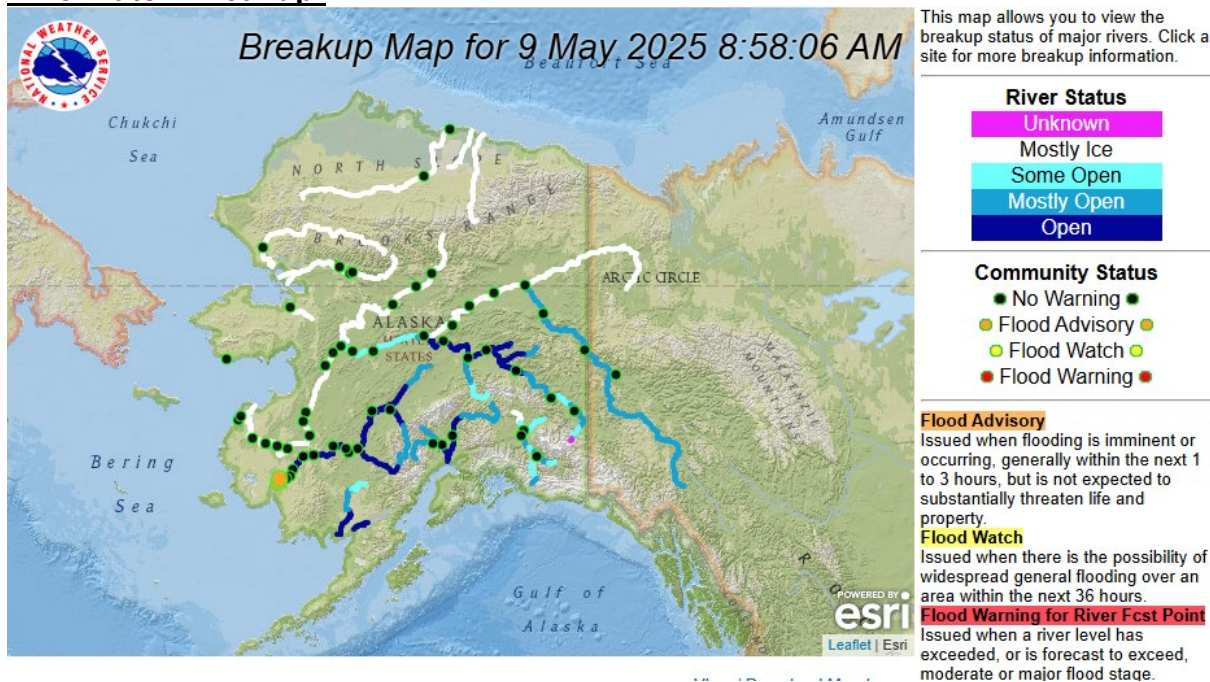 NATIONAL WEATHER SERVICE
Breakup Map for 9 May 2025 8:58:06 AM
Beaufort Sea
Chukchi
Sea
Amundsen
Gulf
NORTH SLOPE
BROOKS RANGE
ARCTIC CIRCLE
ALASKA
STATES
MACKENZIE
MOUNTAINS
Bering
Sea
Gulf of
Alaska
POWERED BY
esri
Leaflet | Esri
This map allows you to view the
breakup status of major rivers. Click a
site for more breakup information.
River Status
Unknown
Mostly Ice
Some Open
Mostly Open
Open
Community Status
No Warning
Flood Advisory
Flood Watch
Flood Warning
Flood Advisory
Issued when flooding is imminent or
occurring, generally within the next 1
to 3 hours, but is not expected to
substantially threaten life and
property.
Flood Watch
Issued when there is the possibility of
widespread general flooding over an
area within the next 36 hours.
Flood Warning for River Fcst Point
Issued when a river level has
exceeded, or is forecast to exceed,
moderate or major flood stage.